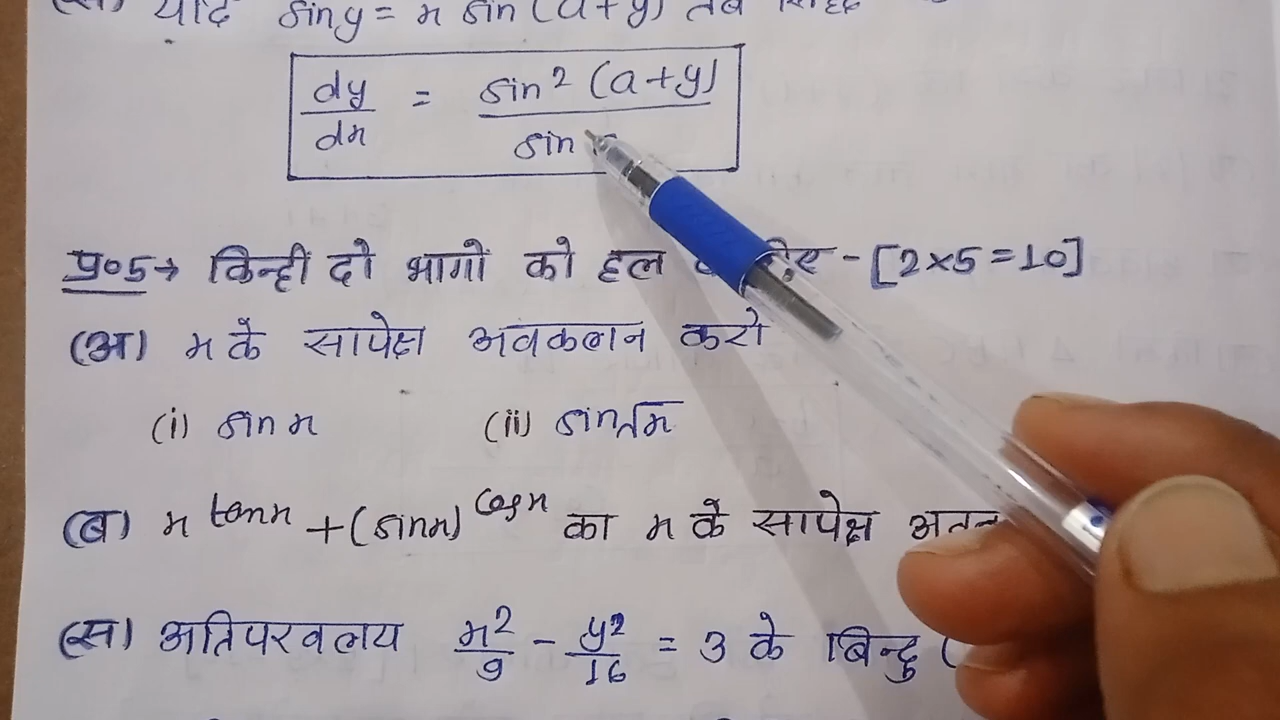 यदि sin y = x sin (a+y) तब सिद्ध
dy/dx = sin² (a+y)/sin
प्र०5→ किन्ही दो भागों को हल - [2×5=10]
(अ) x के सापेक्ष अवकलन करो
(i) sin x (ii) sin√x
(ब) x^tanx + (sinx)^cosx का x के सापेक्ष
(स) अतिपरवलय x²/9 - y²/16 = 3 के बिन्दु (